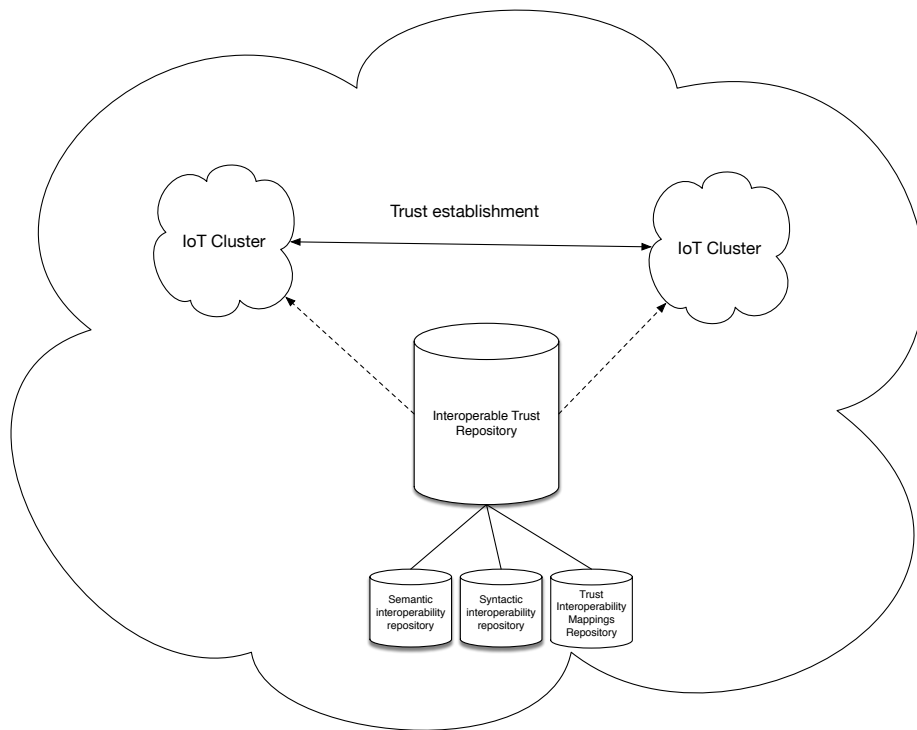 Trust establishment
IoT Cluster
IoT Cluster
Interoperable Trust
Repository
Semantic
interoperability
repository
Syntactic
interoperability
repository
Trust
Interoperability
Mappings
Repository